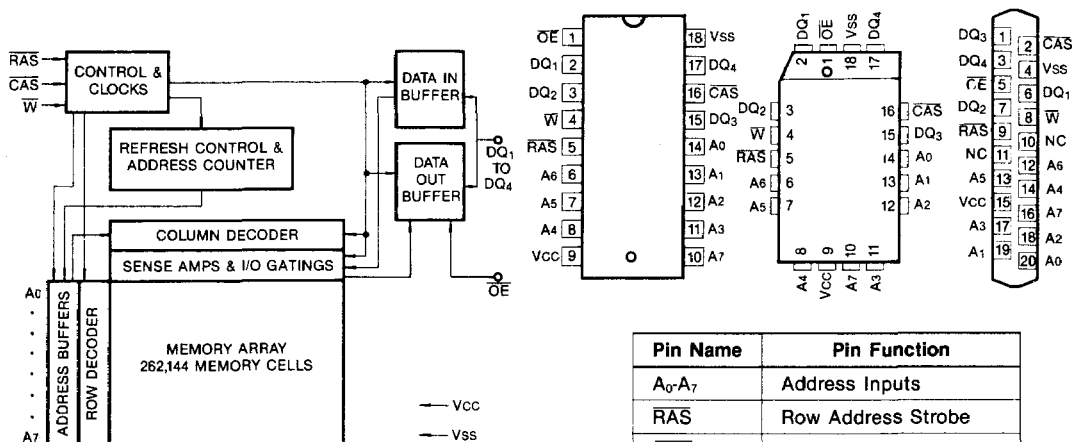 RAS
CAS
W
CONTROL &
CLOCKS
REFRESH CONTROL &
ADDRESS COUNTER
DATA IN
BUFFER
DATA
OUT
BUFFER
DQ1
TO
DQ4
OE
COLUMN DECODER
SENSE AMPS & I/O GATINGS
MEMORY ARRAY
262,144 MEMORY CELLS
ADDRESS BUFFERS
ROW DECODER
A0
A7
VCC
VSS
OE 1
DQ1 2
DQ2 3
W 4
RAS 5
A6 6
A5 7
A4 8
VCC 9
18 VSS
17 DQ4
16 CAS
15 DQ3
14 A0
13 A1
12 A2
11 A3
10 A7
DQ1 OE VSS DQ4
2 1 18 17
DQ2 3
W 4
RAS 5
A6 6
A5 7
16 CAS
15 DQ3
14 A0
13 A1
12 A2
8 9 10 11
A4 VCC A7 A3
DQ3 1
2 CAS
DQ4 3
4 VSS
OE 5
6 DQ1
DQ2 7
8 W
RAS 9
10 NC
NC 11
12 A6
A5 13
14 A4
VCC 15
16 A7
A3 17
18 A2
A1 19
20 A0
Pin Name Pin Function
A0-A7 Address Inputs
RAS Row Address Strobe